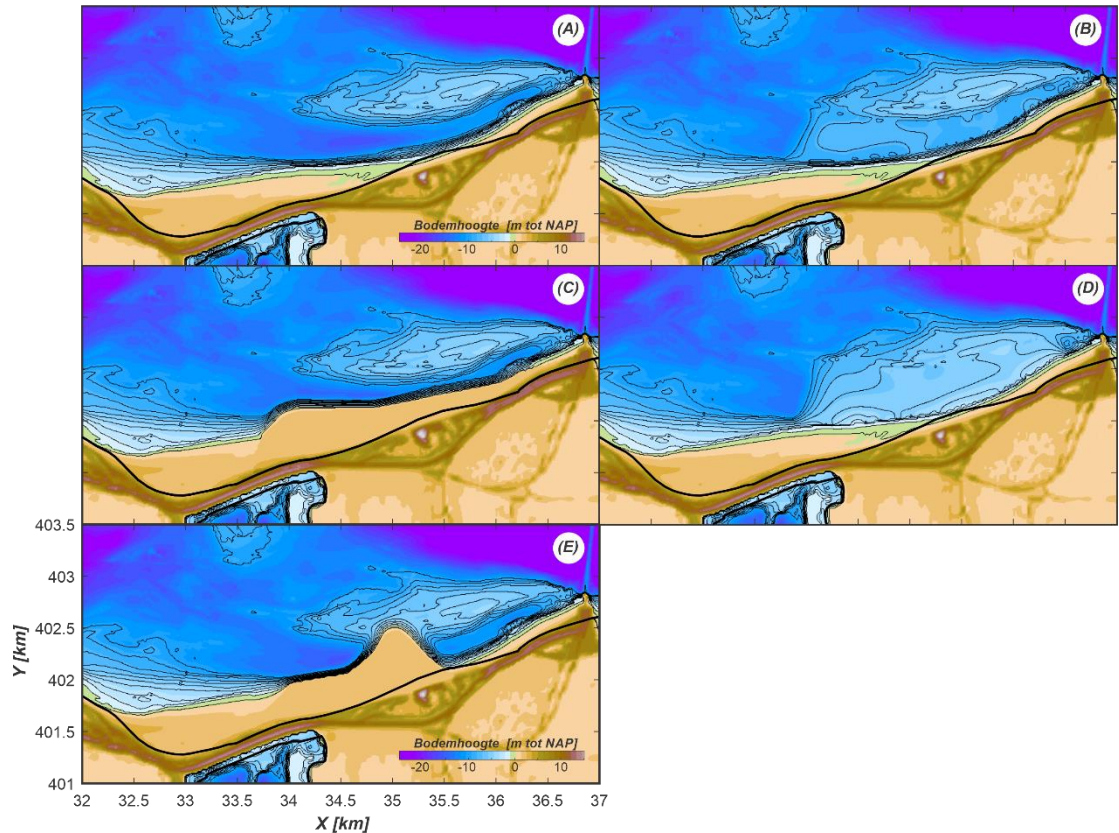 (A)
(B)
Bodemhoogte [m tot NAP]
-20 -10 0 10
(C)
(D)
(E)
403.5
403
402.5
402
401.5
401
Y [km]
Bodemhoogte [m tot NAP]
-20 -10 0 10
32 32.5 33 33.5 34 34.5 35 35.5 36 36.5 37
X [km]